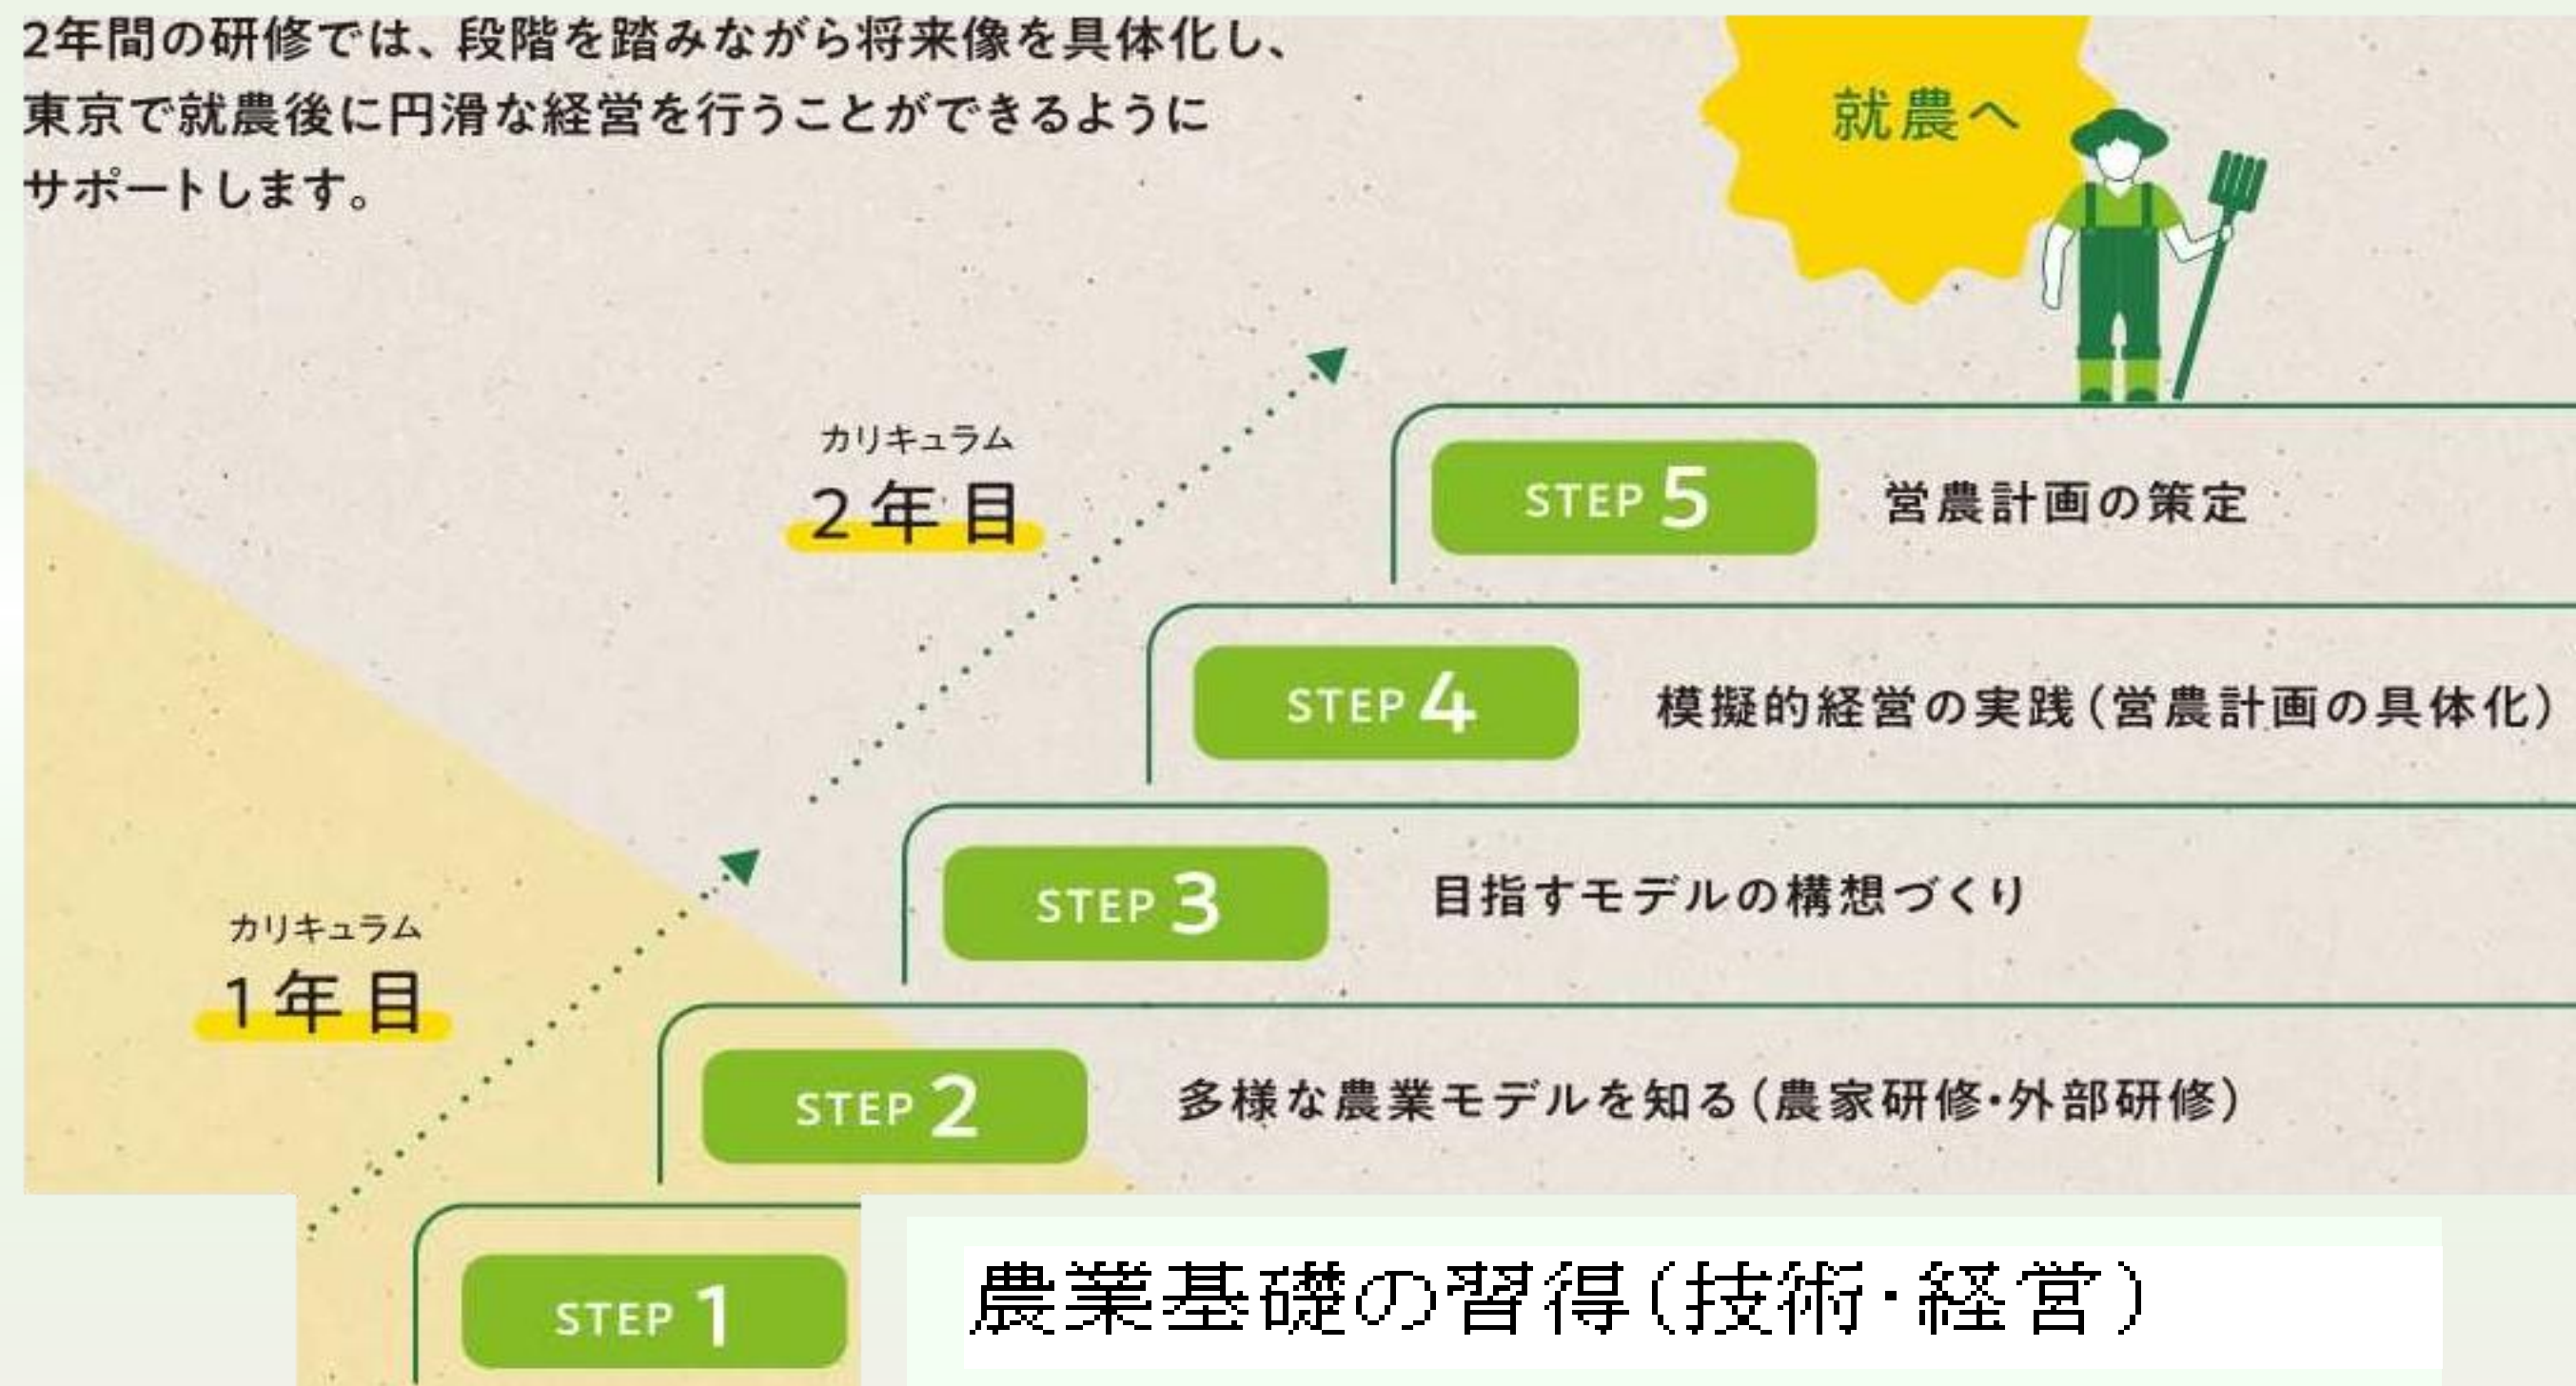 2年間の研修では、段階を踏みながら将来像を具体化し、
東京で就農後に円滑な経営を行うことができるように
サポートします。
就農へ
カリキュラム
2年目
STEP 5 営農計画の策定
STEP 4 模擬的経営の実践(営農計画の具体化)
STEP 3 目指すモデルの構想づくり
カリキュラム
1年目
STEP 2 多様な農業モデルを知る(農家研修・外部研修)
STEP 1 農業基礎の習得(技術・経営)